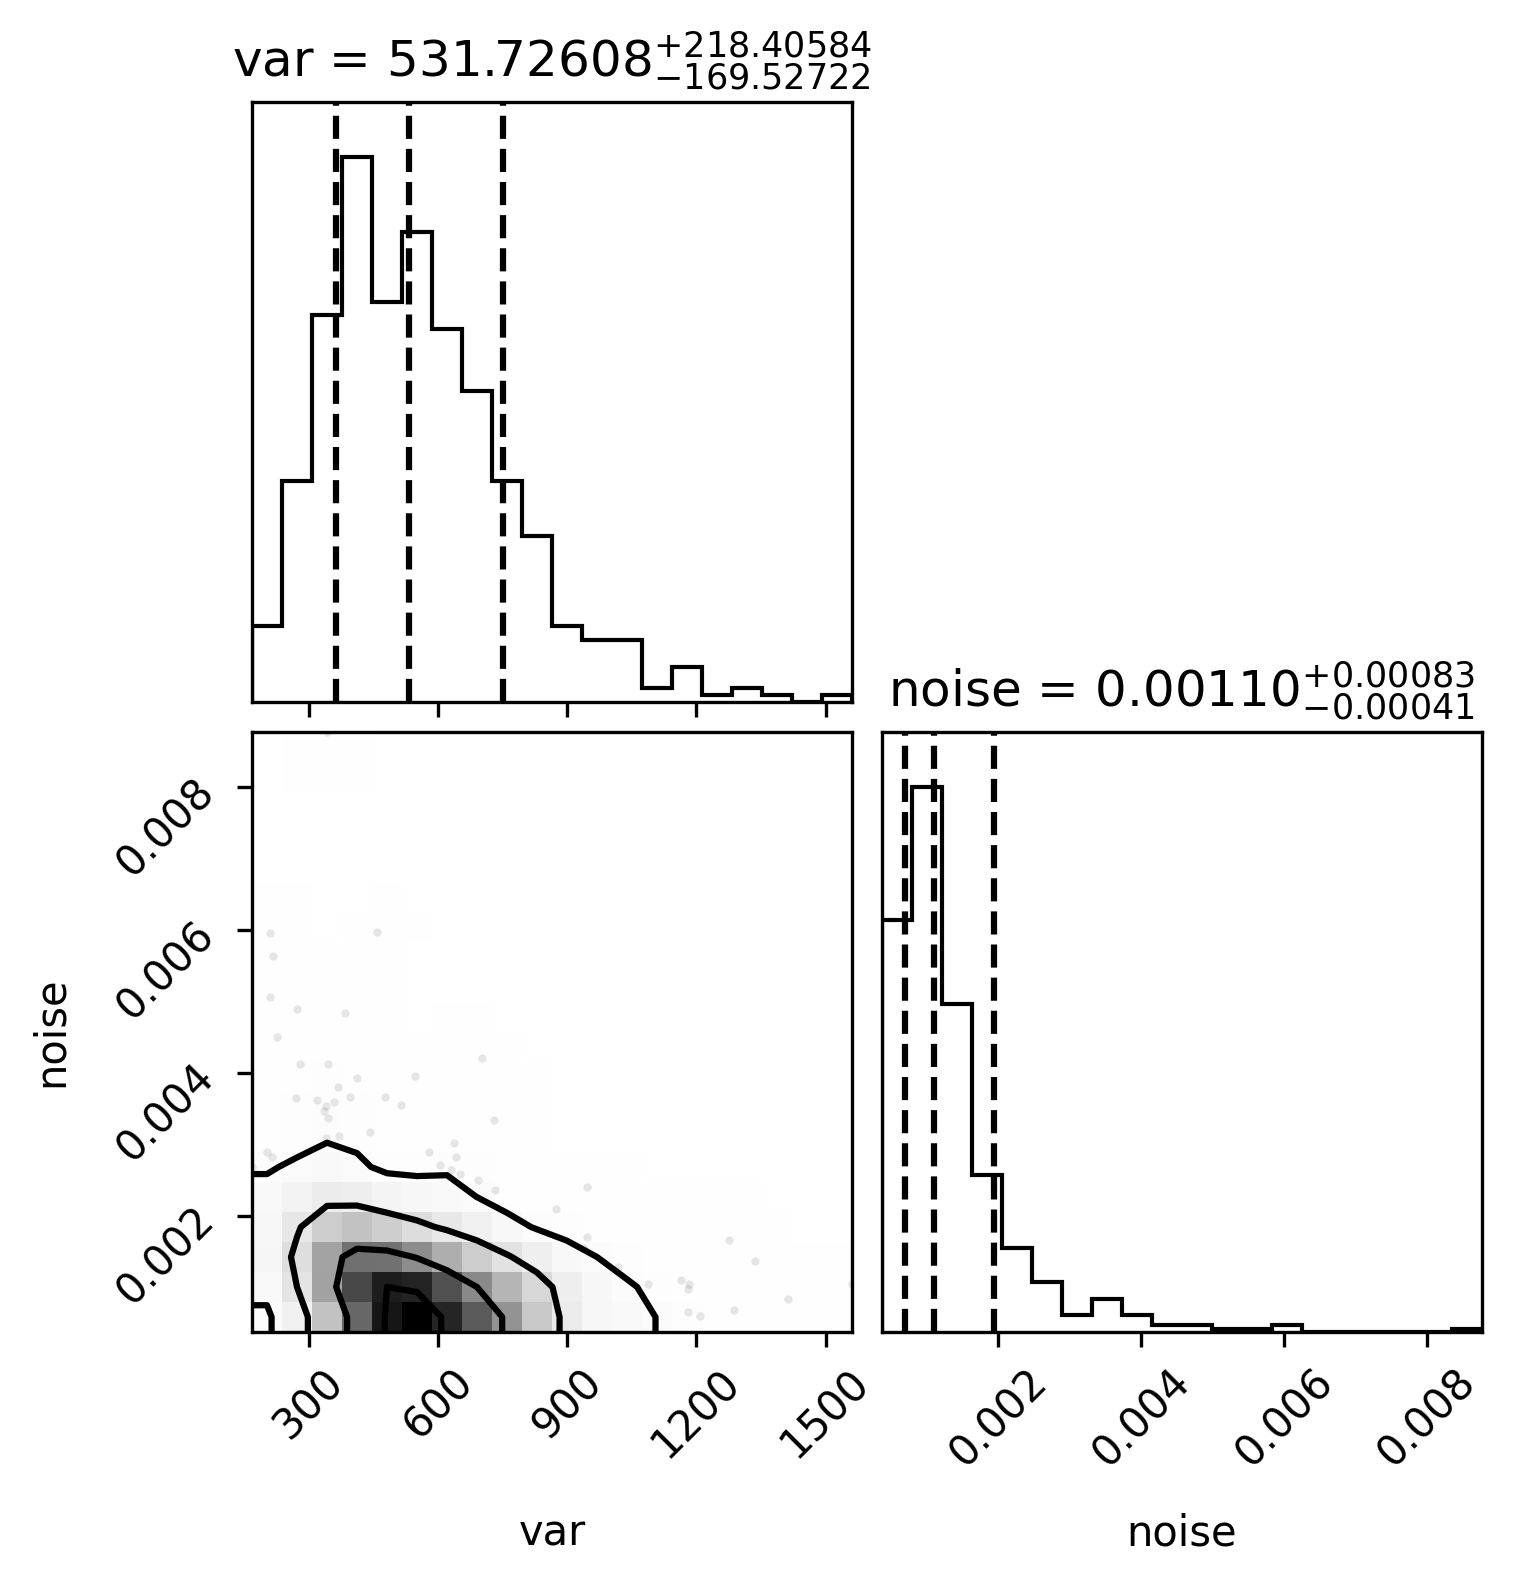 var = 531.72608 +218.40584 −169.52722
noise = 0.00110 +0.00083 −0.00041
0.008
0.006
0.004
0.002
noise
300 600 900 1200 1500
0.002 0.004 0.006 0.008
var
noise